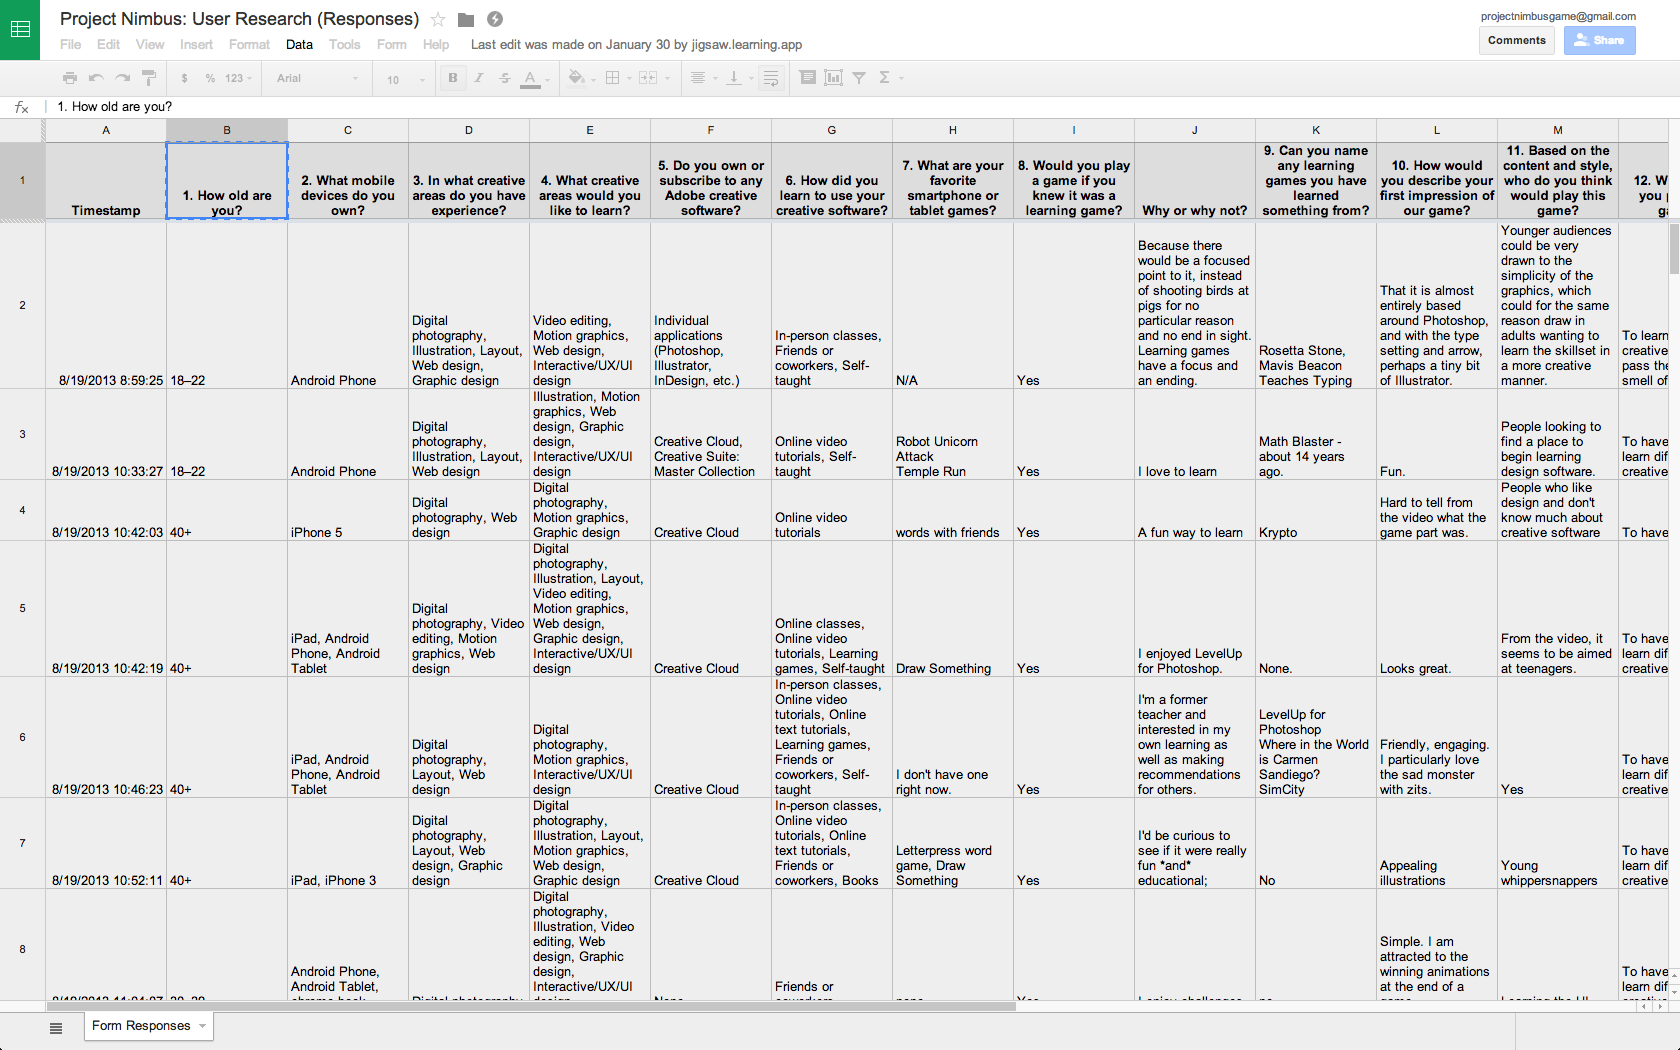 Project Nimbus: User Research (Responses)
projectnimbusgame@gmail.com
File Edit View Insert Format Data Tools Form Help Last edit was made on January 30 by jigsaw.learning.app
Comments
Share
$ % 123 Arial 10 B I S A Σ
fx 1. How old are you?
A B C D E F G H I J K L M
1
Timestamp
1. How old are
you?
2. What mobile
devices do you
own?
3. In what creative
areas do you have
experience?
4. What creative
areas would you
like to learn?
5. Do you own or
subscribe to any
Adobe creative
software?
6. How did you
learn to use your
creative software?
7. What are your
favorite
smartphone or
tablet games?
8. Would you play
a game if you
knew it was a
learning game?
Why or why not?
9. Can you name
any learning
games you have
learned
something from?
10. How would
you describe your
first impression of
our game?
11. Based on the
content and style,
who do you think
would play this
game?
12. W
you
ga
2
8/19/2013 8:59:25
18–22
Android Phone
Digital
photography,
Illustration, Layout,
Web design,
Graphic design
Video editing,
Motion graphics,
Web design,
Interactive/UX/UI
design
Individual
applications
(Photoshop,
Illustrator,
InDesign, etc.)
In-person classes,
Friends or
coworkers, Self-
taught
N/A
Yes
Because there
would be a focused
point to it, instead
of shooting birds at
pigs for no
particular reason
and no end in sight.
Learning games
have a focus and
an ending.
Rosetta Stone,
Mavis Beacon
Teaches Typing
That it is almost
entirely based
around Photoshop,
and with the type
setting and arrow,
perhaps a tiny bit
of Illustrator.
Younger audiences
could be very
drawn to the
simplicity of the
graphics, which
could for the same
reason draw in
adults wanting to
learn the skillset in
a more creative
manner.
To learn
creative
pass the
smell of
3
8/19/2013 10:33:27
18–22
Android Phone
Digital
photography,
Illustration, Layout,
Web design
Illustration, Motion
graphics, Web
design, Graphic
design,
Interactive/UX/UI
design
Creative Cloud,
Creative Suite:
Master Collection
Online video
tutorials, Self-
taught
Robot Unicorn
Attack
Temple Run
Yes
I love to learn
Math Blaster -
about 14 years
ago.
Fun.
People looking to
find a place to
begin learning
design software.
To have
learn dif
creative
4
8/19/2013 10:42:03
40+
iPhone 5
Digital
photography, Web
design
Digital
photography,
Motion graphics,
Graphic design
Creative Cloud
Online video
tutorials
words with friends
Yes
A fun way to learn
Krypto
Hard to tell from
the video what the
game part was.
People who like
design and don't
know much about
creative software
To have
5
8/19/2013 10:42:19
40+
iPad, Android
Phone, Android
Tablet
Digital
photography, Video
editing, Motion
graphics, Web
design
Digital
photography,
Illustration, Layout,
Video editing,
Motion graphics,
Web design,
Graphic design,
Interactive/UX/UI
design
Creative Cloud
Online classes,
Online video
tutorials, Learning
games, Self-taught
Draw Something
Yes
I enjoyed LevelUp
for Photoshop.
None.
Looks great.
From the video, it
seems to be aimed
at teenagers.
To have
learn dif
creative
6
8/19/2013 10:46:23
40+
iPad, Android
Phone, Android
Tablet
Digital
photography,
Layout, Web
design
Digital
photography,
Motion graphics,
Interactive/UX/UI
design
Creative Cloud
In-person classes,
Online video
tutorials, Online
text tutorials,
Learning games,
Friends or
coworkers, Self-
taught
I don't have one
right now.
Yes
I'm a former
teacher and
interested in my
own learning as
well as making
recommendations
for others.
LevelUp for
Photoshop
Where in the World
is Carmen
Sandiego?
SimCity
Friendly, engaging.
I particularly love
the sad monster
with zits.
Yes
To have
learn dif
creative
7
8/19/2013 10:52:11
40+
iPad, iPhone 3
Digital
photography,
Layout, Web
design, Graphic
design
Digital
photography,
Illustration, Layout,
Motion graphics,
Web design,
Graphic design
Creative Cloud
In-person classes,
Online video
tutorials, Online
text tutorials,
Friends or
coworkers, Books
Letterpress word
game, Draw
Something
Yes
I'd be curious to
see if it were really
fun *and*
educational;
No
Appealing
illustrations
Young
whippersnappers
To have
learn dif
creative
8
Android Phone,
Android Tablet,
Digital
photography,
Illustration, Video
editing, Web
design, Graphic
design,
Interactive/UX/UI
Friends or
Simple. I am
attracted to the
winning animations
at the end of a
To have
learn dif
Form Responses